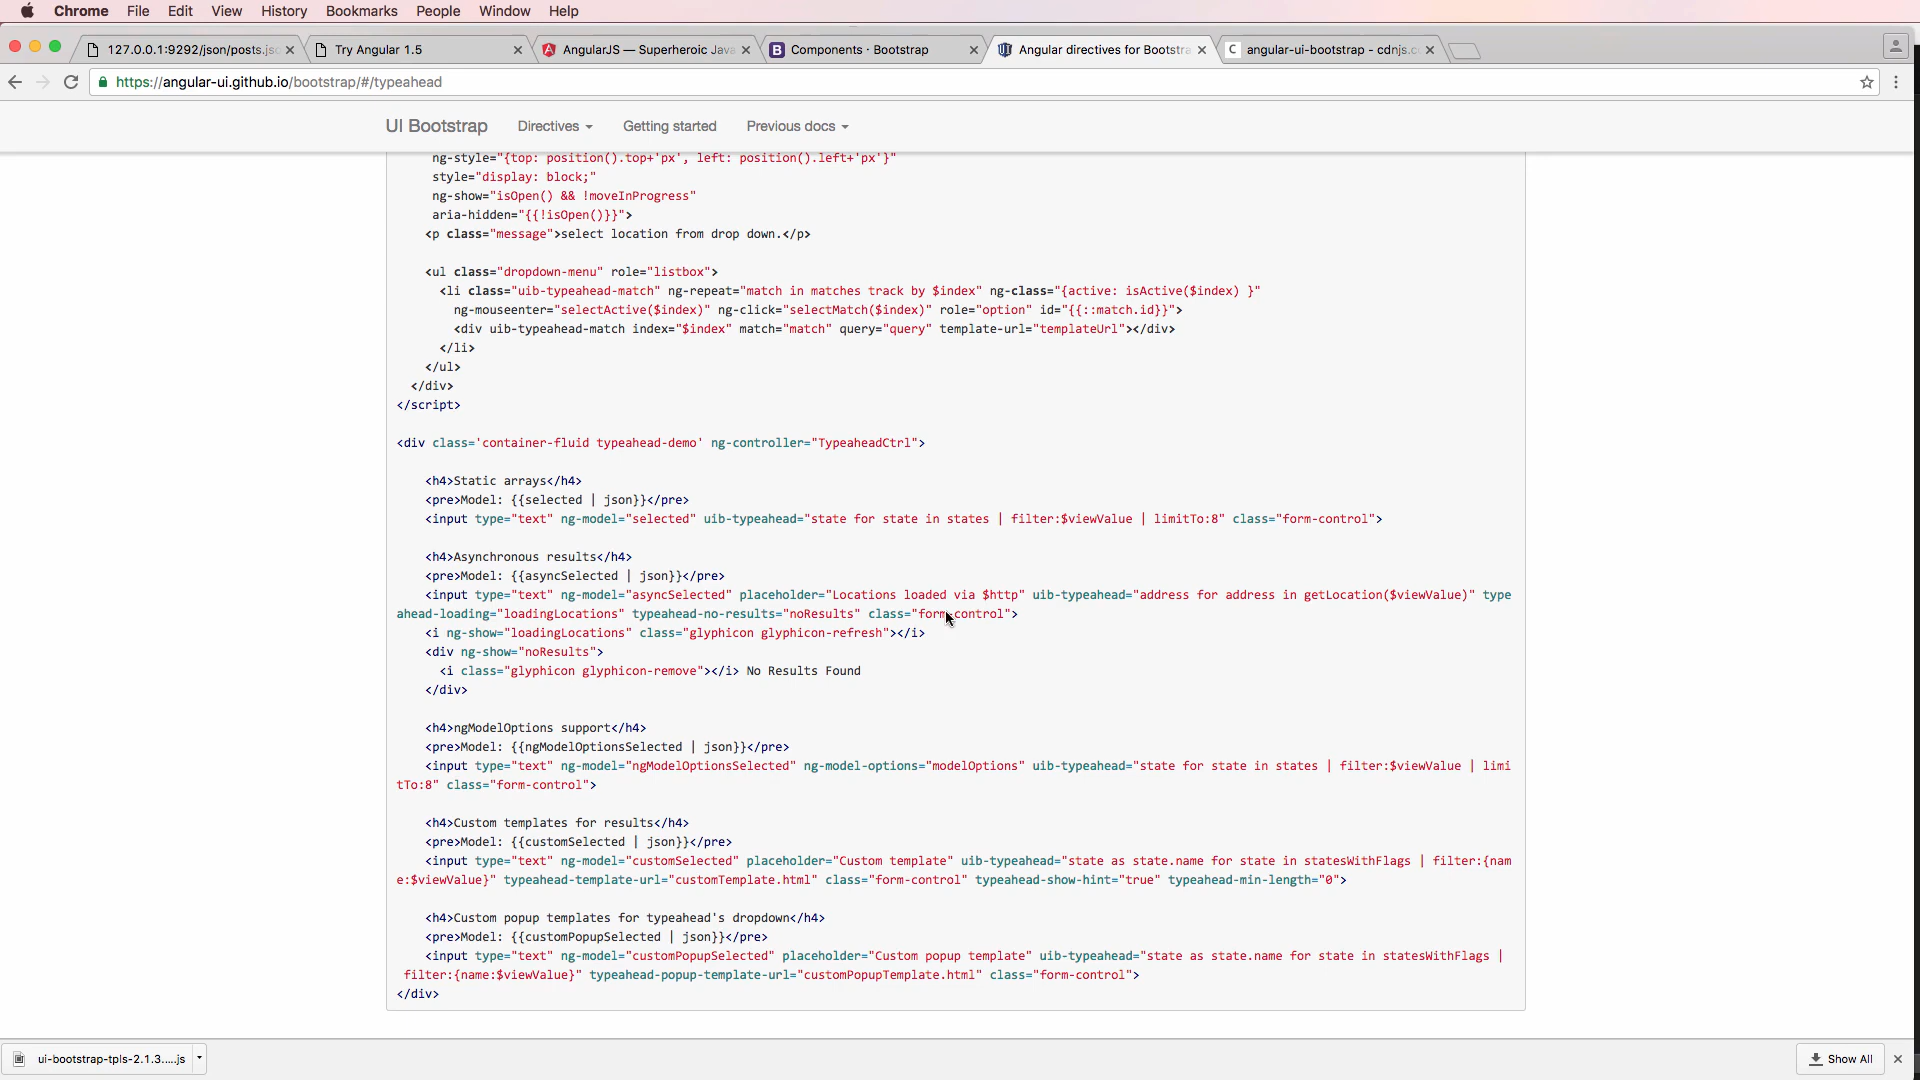 Chrome File Edit View History Bookmarks People Window Help
127.0.0.1:9292/json/posts.js
Try Angular 1.5
AngularJS — Superheroic Java
Components · Bootstrap
Angular directives for Bootstra
angular-ui-bootstrap - cdnjs.c
https://angular-ui.github.io/bootstrap/#/typeahead
UI Bootstrap Directives Getting started Previous docs
ng-style="{top: position().top+'px', left: position().left+'px'}"
style="display: block;"
ng-show="isOpen() && !moveInProgress"
aria-hidden="{{!isOpen()}}">
<p class="message">select location from drop down.</p>
<ul class="dropdown-menu" role="listbox">
<li class="uib-typeahead-match" ng-repeat="match in matches track by $index" ng-class="{active: isActive($index) }"
ng-mouseenter="selectActive($index)" ng-click="selectMatch($index)" role="option" id="{{::match.id}}">
<div uib-typeahead-match index="$index" match="match" query="query" template-url="templateUrl"></div>
</li>
</ul>
</div>
</script>
<div class='container-fluid typeahead-demo' ng-controller="TypeaheadCtrl">
<h4>Static arrays</h4>
<pre>Model: {{selected | json}}</pre>
<input type="text" ng-model="selected" uib-typeahead="state for state in states | filter:$viewValue | limitTo:8" class="form-control">
<h4>Asynchronous results</h4>
<pre>Model: {{asyncSelected | json}}</pre>
<input type="text" ng-model="asyncSelected" placeholder="Locations loaded via $http" uib-typeahead="address for address in getLocation($viewValue)" type
ahead-loading="loadingLocations" typeahead-no-results="noResults" class="form-control">
<i ng-show="loadingLocations" class="glyphicon glyphicon-refresh"></i>
<div ng-show="noResults">
<i class="glyphicon glyphicon-remove"></i> No Results Found
</div>
<h4>ngModelOptions support</h4>
<pre>Model: {{ngModelOptionsSelected | json}}</pre>
<input type="text" ng-model="ngModelOptionsSelected" ng-model-options="modelOptions" uib-typeahead="state for state in states | filter:$viewValue | limi
tTo:8" class="form-control">
<h4>Custom templates for results</h4>
<pre>Model: {{customSelected | json}}</pre>
<input type="text" ng-model="customSelected" placeholder="Custom template" uib-typeahead="state as state.name for state in statesWithFlags | filter:{nam
e:$viewValue}" typeahead-template-url="customTemplate.html" class="form-control" typeahead-show-hint="true" typeahead-min-length="0">
<h4>Custom popup templates for typeahead's dropdown</h4>
<pre>Model: {{customPopupSelected | json}}</pre>
<input type="text" ng-model="customPopupSelected" placeholder="Custom popup template" uib-typeahead="state as state.name for state in statesWithFlags |
filter:{name:$viewValue}" typeahead-popup-template-url="customPopupTemplate.html" class="form-control">
</div>
ui-bootstrap-tpls-2.1.3....js
Show All